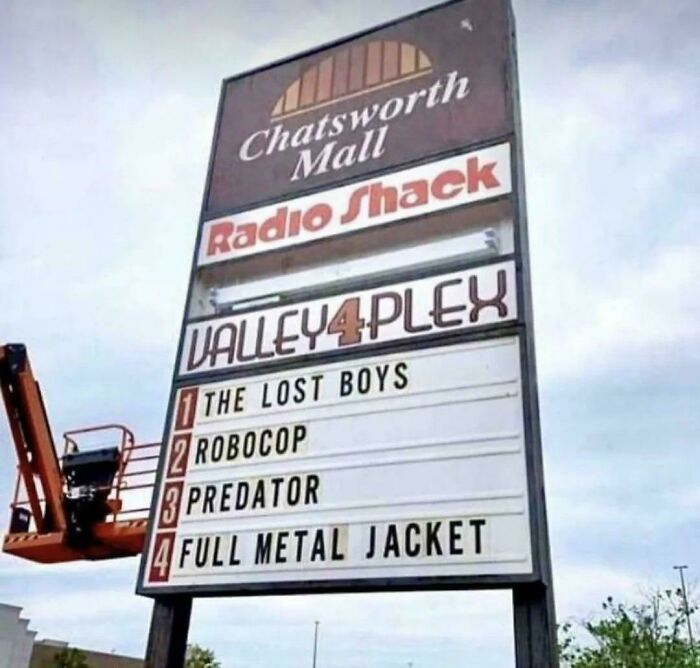 Chatsworth
Mall
Radio Shack
VALLEY4PLEX
1 THE LOST BOYS
2 ROBOCOP
3 PREDATOR
4 FULL METAL JACKET